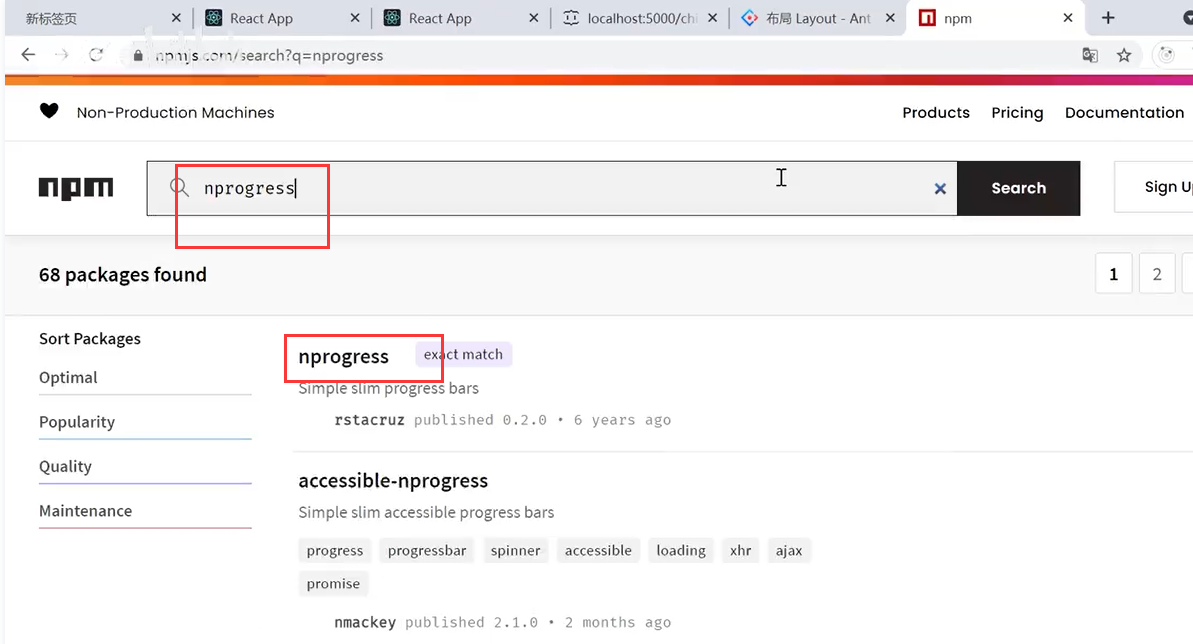 新标签页 React App React App localhost:5000/chi 布局 Layout - Ant npm
npmjs.com/search?q=nprogress
Non-Production Machines Products Pricing Documentation
npm nprogress Search Sign U
68 packages found 1 2
Sort Packages
Optimal
Popularity
Quality
Maintenance
nprogress exact match
Simple slim progress bars
rstacruz published 0.2.0 • 6 years ago
accessible-nprogress
Simple slim accessible progress bars
progress progressbar spinner accessible loading xhr ajax
promise
nmackey published 2.1.0 • 2 months ago